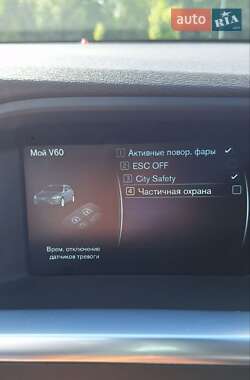 auto RIA
Мой V60
1 Активные повор. фары
2 ESC OFF
3 City Safety
4 Частичная охрана
Врем. отключение
датчиков тревоги